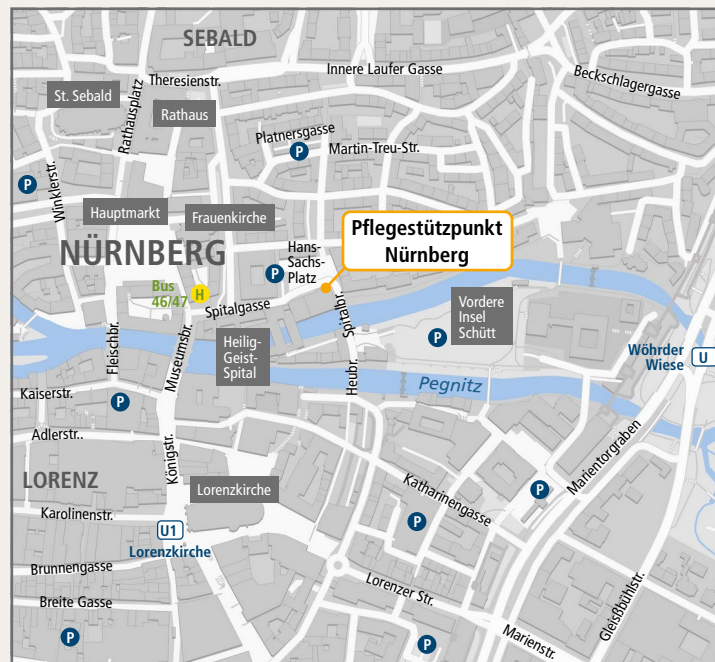 SEBALD
Theresienstr.
Innere Laufer Gasse
Beckschlagergasse
St. Sebald
Rathausplatz
Rathaus
Platnersgasse
P
Martin-Treu-Str.
P
Winklerstr.
Hauptmarkt
Frauenkirche
Pflegestützpunkt
Nürnberg
NÜRNBERG
Hans-
Sachs-
Platz
P
Bus
46/47
H
Spitalgasse
Spitalbr.
Vordere
Insel
Schütt
P
Fleischbr.
Museumsbr.
Heilig-
Geist-
Spital
Heubr.
Pegnitz
Wöhrder
Wiese
U
Kaiserstr.
P
Adlerstr..
Königstr.
LORENZ
Lorenzkirche
Katharinengasse
Marientorgraben
P
Karolinenstr.
U1
Lorenzkirche
P
Brunnengasse
Lorenzer Str.
Breite Gasse
P
P
Marienstr.
Gleißbühlstr.